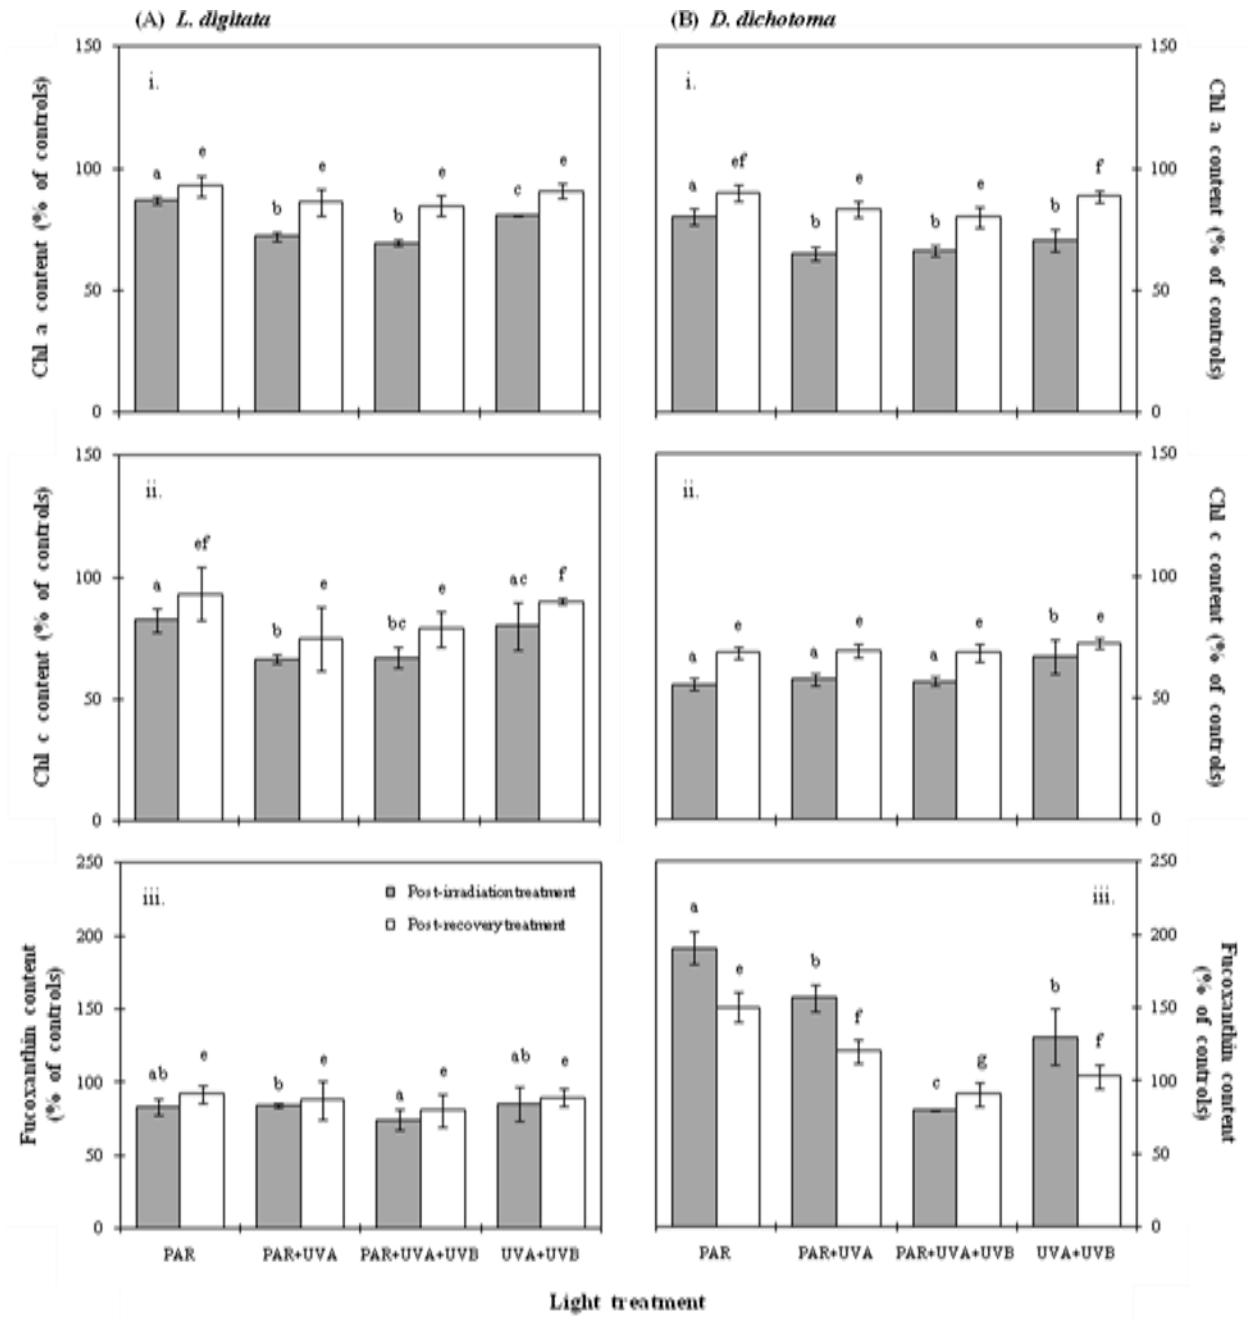 (A) L. digitata
(B) D. dichotoma
Chl a content (% of controls)
150
100
50
0
i.
a e b e b e c e
i.
a ef b e b e b f
150
100
50
0
Chl a content (% of controls)
Chl c content (% of controls)
150
100
50
0
ii.
a ef b e bc e ac f
ii.
a e a e a e b e
150
100
50
0
Chl c content (% of controls)
Fucoxanthin content
(% of controls)
250
200
150
100
50
0
iii.
Post-irradiation treatment
Post-recovery treatment
ab e b e a e ab e
iii.
a e b f c g b f
250
200
150
100
50
0
Fucoxanthin content
(% of controls)
PAR PAR+UVA PAR+UVA+UVB UVA+UVB
PAR PAR+UVA PAR+UVA+UVB UVA+UVB
Light treatment